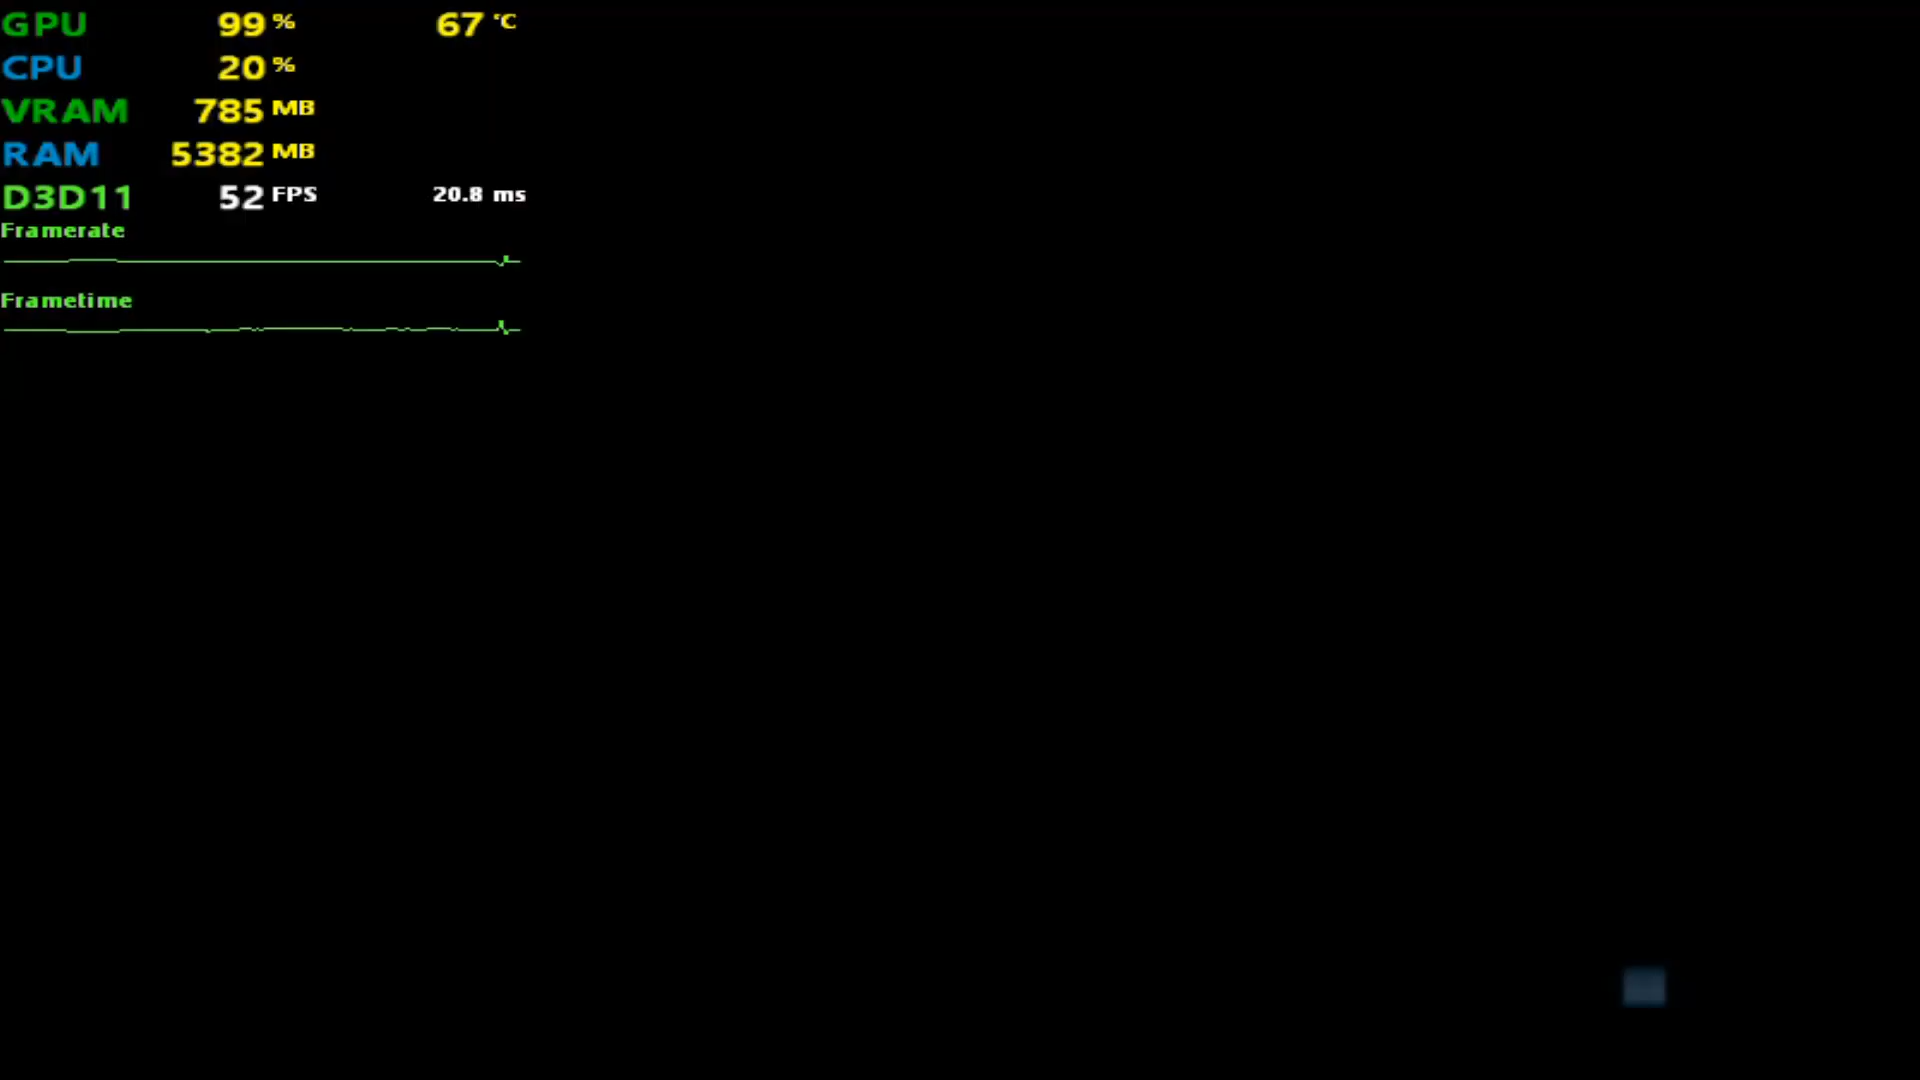 GPU 99 % 67 °C
CPU 20 %
VRAM 785 MB
RAM 5382 MB
D3D11 52 FPS 20.8 ms
Framerate
Frametime